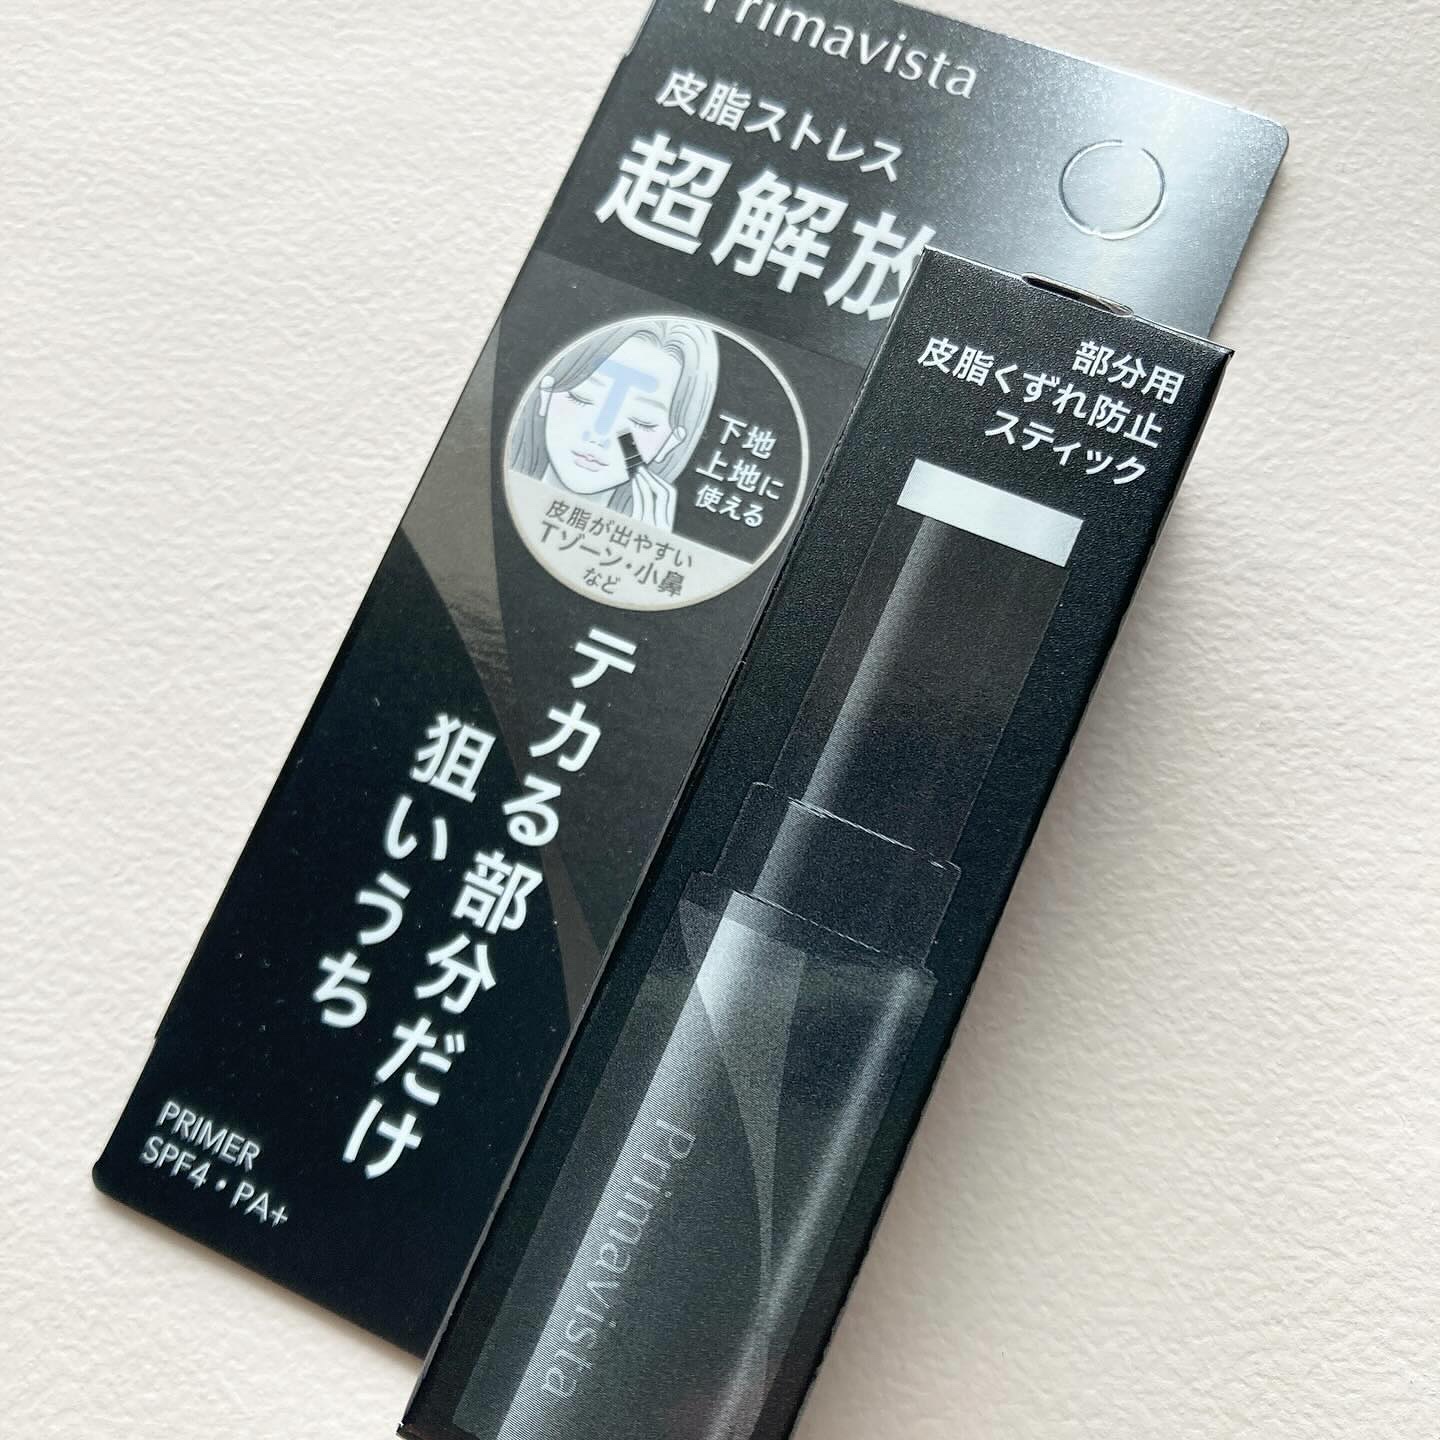 Primavista
皮脂ストレス
超解放
下地
上地に
使える
皮脂が出やすい
Tゾーン・小鼻
など
テカる部分だけ
狙いうち
PRIMER
SPF4・PA+
部分用
皮脂くずれ防止
スティック
Primavista